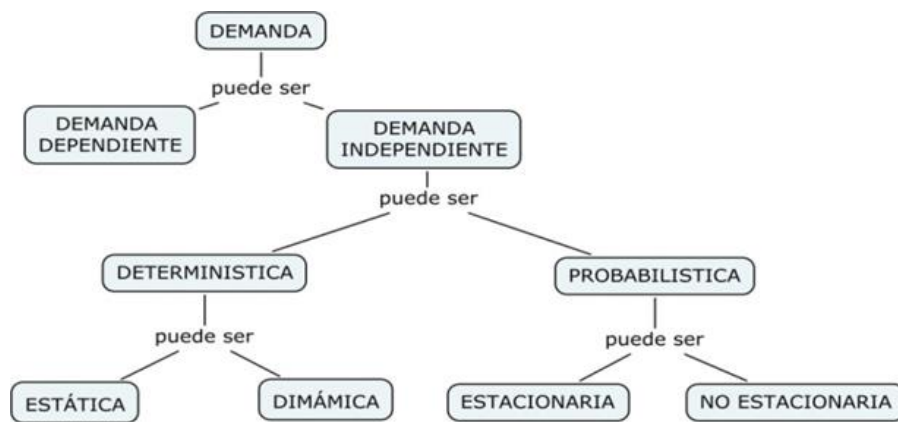 DEMANDA
puede ser
DEMANDA
DEPENDIENTE
DEMANDA
INDEPENDIENTE
puede ser
DETERMINISTICA
PROBABILISTICA
puede ser
puede ser
ESTÁTICA
DIMÁMICA
ESTACIONARIA
NO ESTACIONARIA